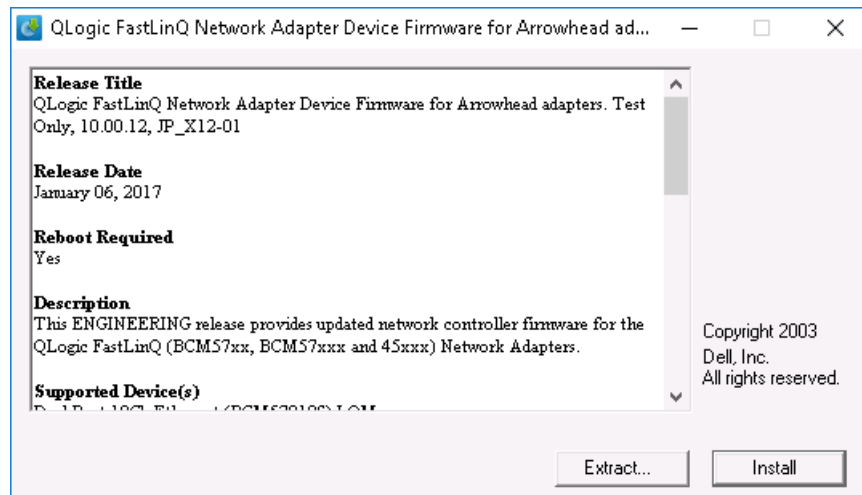 QLogic FastLinQ Network Adapter Device Firmware for Arrowhead ad...
Release Title
QLogic FastLinQ Network Adapter Device Firmware for Arrowhead adapters. Test
Only, 10.00.12, JP_X12-01
Release Date
January 06, 2017
Reboot Required
Yes
Description
This ENGINEERING release provides updated network controller firmware for the
QLogic FastLinQ (BCM57xx, BCM57xxx and 45xxx) Network Adapters.
Supported Device(s)
Copyright 2003
Dell, Inc.
All rights reserved.
Extract...
Install